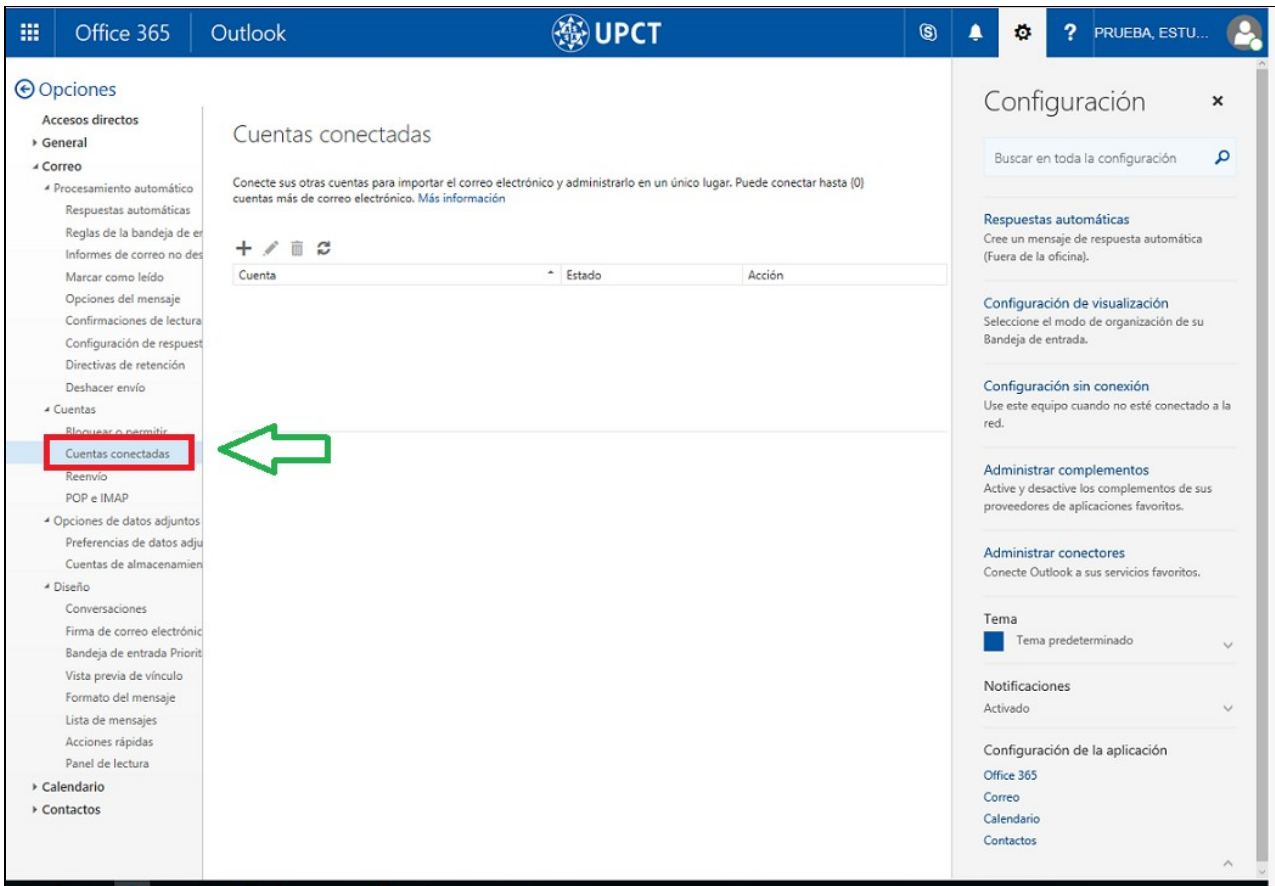 Office 365
Outlook
UPCT
PRUEBA, ESTU...
Opciones
Accesos directos
General
Correo
Procesamiento automático
Respuestas automáticas
Reglas de la bandeja de er
Informes de correo no des
Marcar como leído
Opciones del mensaje
Confirmaciones de lectura
Configuración de respuest
Directivas de retención
Deshacer envío
Cuentas
Bloquear o permitir
Cuentas conectadas
Reenvío
POP e IMAP
Opciones de datos adjuntos
Preferencias de datos adju
Cuentas de almacenamien
Diseño
Conversaciones
Firma de correo electrónic
Bandeja de entrada Priorit
Vista previa de vínculo
Formato del mensaje
Lista de mensajes
Acciones rápidas
Panel de lectura
Calendario
Contactos
Cuentas conectadas
Conecte sus otras cuentas para importar el correo electrónico y administrarlo en un único lugar. Puede conectar hasta {0}
cuentas más de correo electrónico. Más información
Cuenta
Estado
Acción
Configuración
Buscar en toda la configuración
Respuestas automáticas
Cree un mensaje de respuesta automática
(Fuera de la oficina).
Configuración de visualización
Seleccione el modo de organización de su
Bandeja de entrada.
Configuración sin conexión
Use este equipo cuando no esté conectado a la
red.
Administrar complementos
Active y desactive los complementos de sus
proveedores de aplicaciones favoritos.
Administrar conectores
Conecte Outlook a sus servicios favoritos.
Tema
Tema predeterminado
Notificaciones
Activado
Configuración de la aplicación
Office 365
Correo
Calendario
Contactos